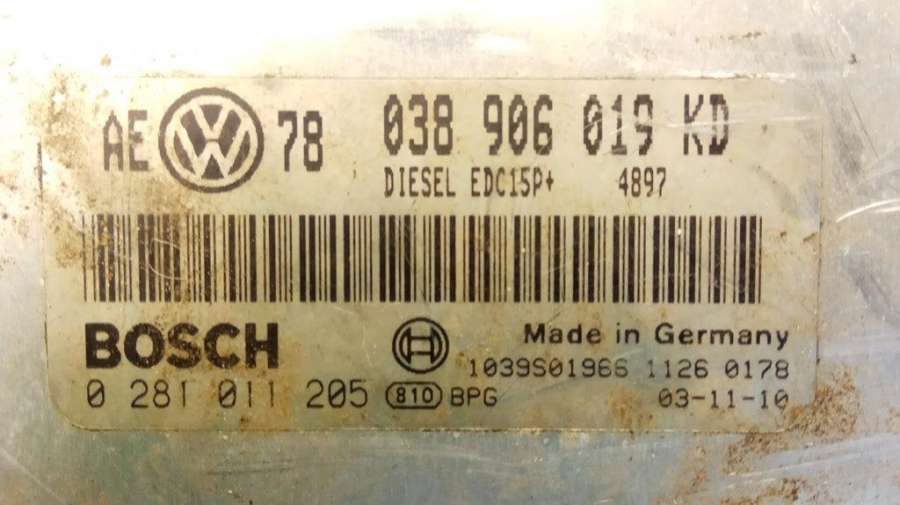 AE VW 78 038 906 019 KD
DIESEL EDC15P+ 4897
BOSCH Made in Germany
1039S01966 1126 0178
0 281 011 205 810 BPG 03-11-10